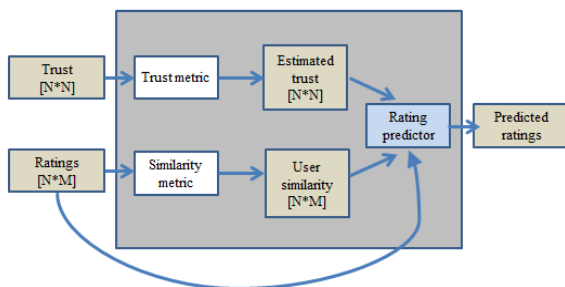 Trust
[N*N]
Trust metric
Estimated
trust
[N*N]
Rating
predictor
Predicted
ratings
Ratings
[N*M]
Similarity
metric
User
similarity
[N*M]